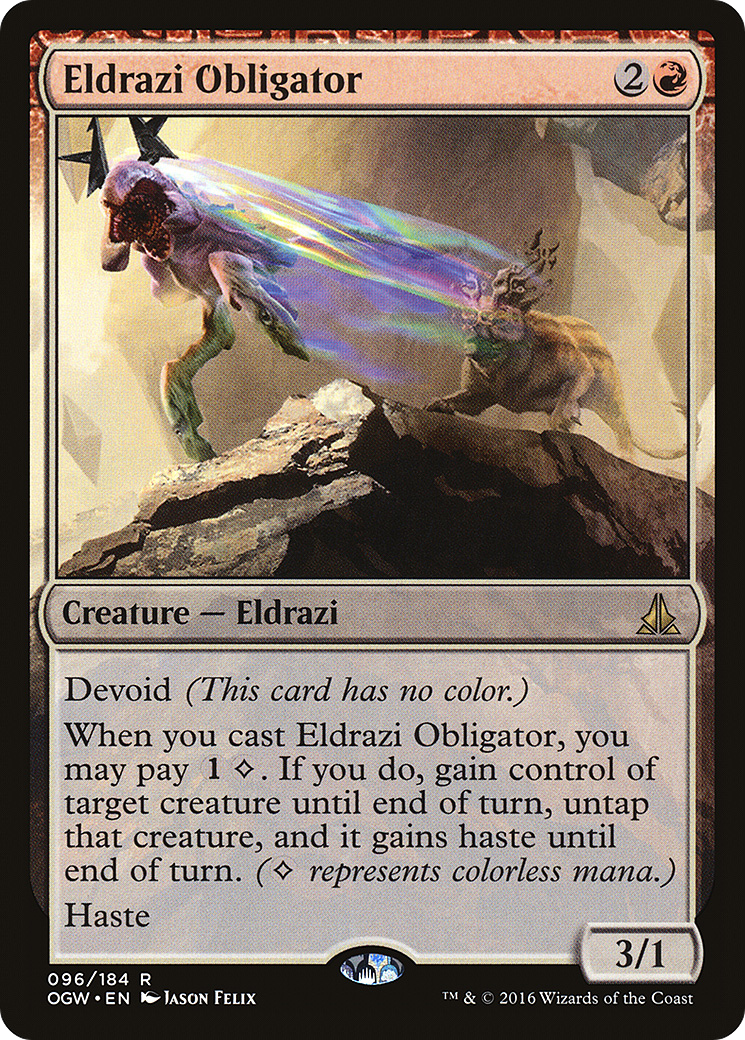 Eldrazi Obligator 2
Creature — Eldrazi
Devoid (This card has no color.)
When you cast Eldrazi Obligator, you
may pay 1 ◇. If you do, gain control of
target creature until end of turn, untap
that creature, and it gains haste until
end of turn. (◇ represents colorless mana.)
Haste
3/1
096/184 R
OGW • EN Jason Felix
™ & © 2016 Wizards of the Coast